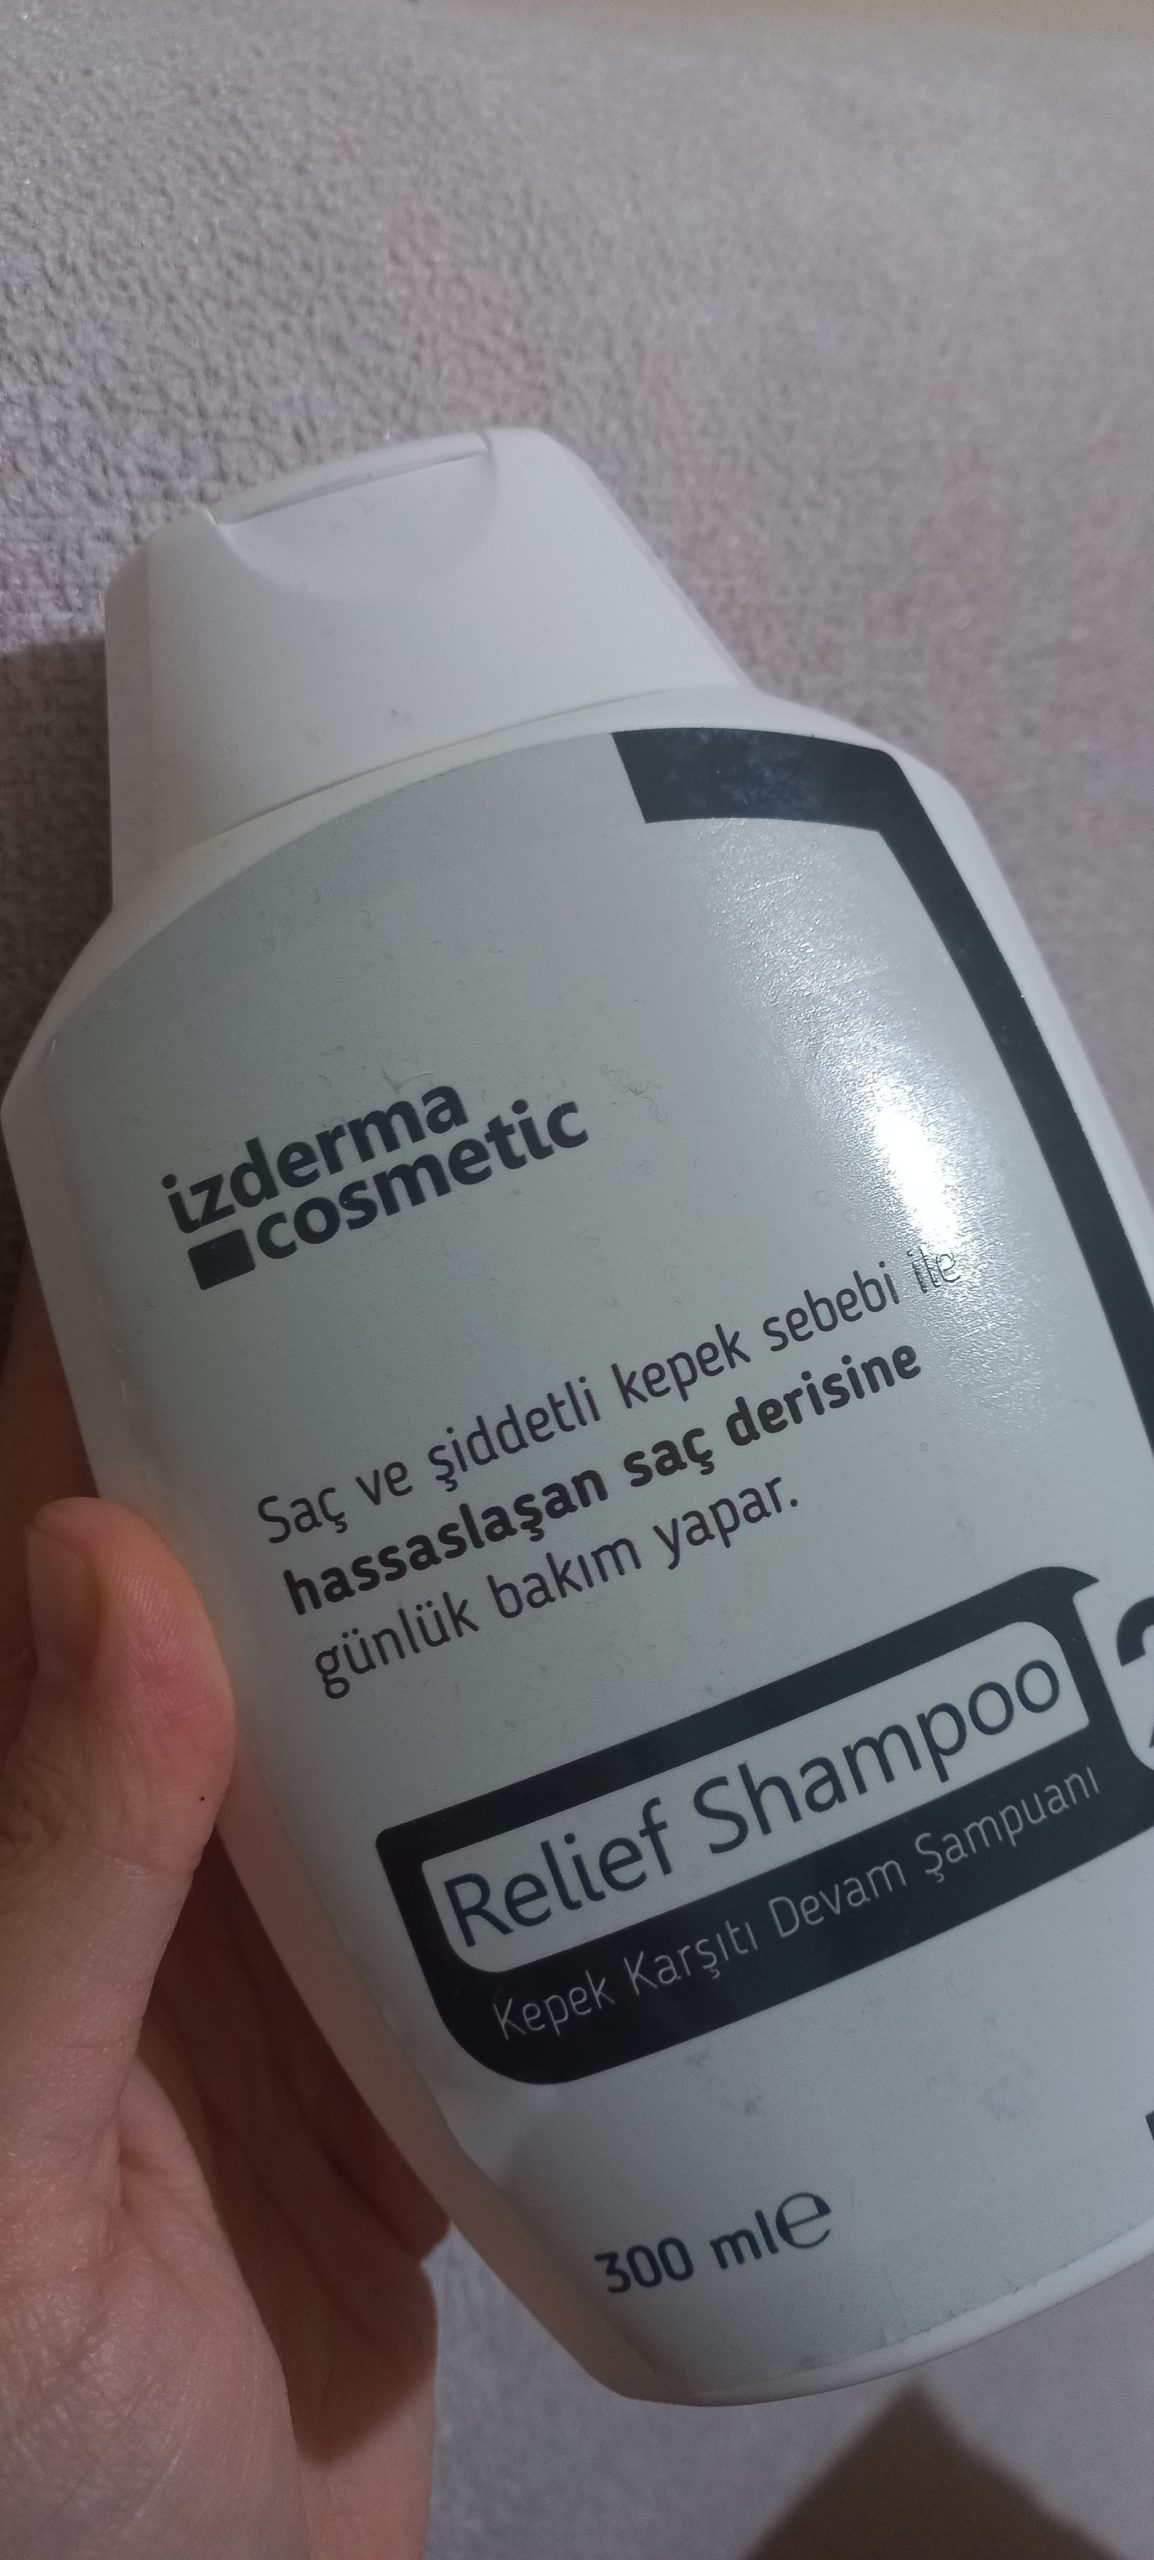 izderma
cosmetic
Saç ve şiddetli kepek sebebi ile
hassaslaşan saç derisine
günlük bakım yapar.
Relief Shampoo
Kepek Karşıtı Devam Şampuanı
300 ml℮